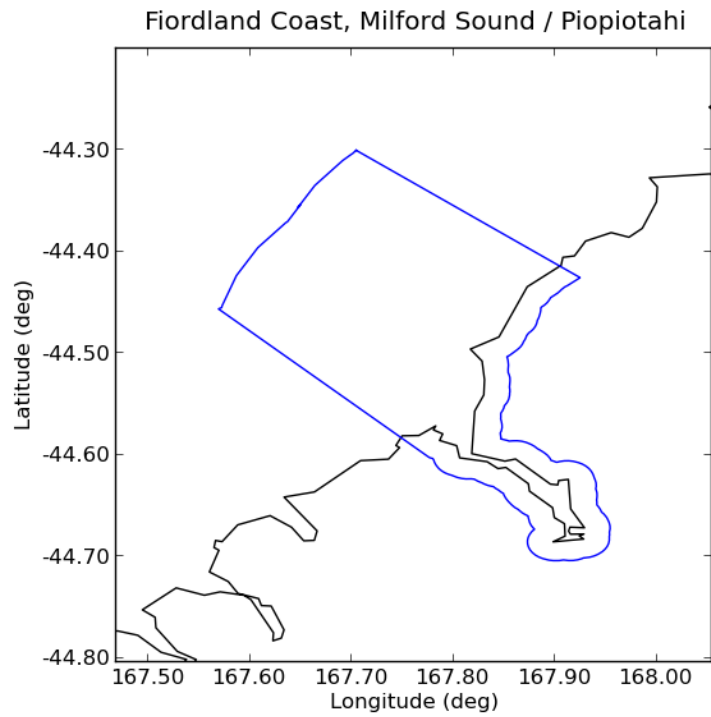 Fiordland Coast, Milford Sound / Piopiotahi
-44.30
-44.40
-44.50
-44.60
-44.70
-44.80
Latitude (deg)
167.50 167.60 167.70 167.80 167.90 168.00
Longitude (deg)